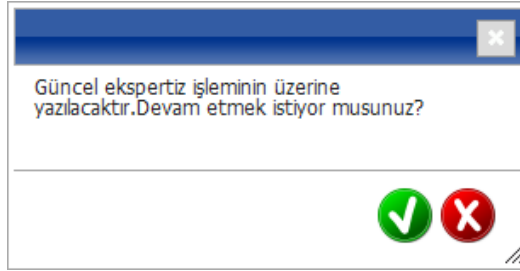 Güncel ekspertiz işleminin üzerine
yazılacaktır.Devam etmek istiyor musunuz?